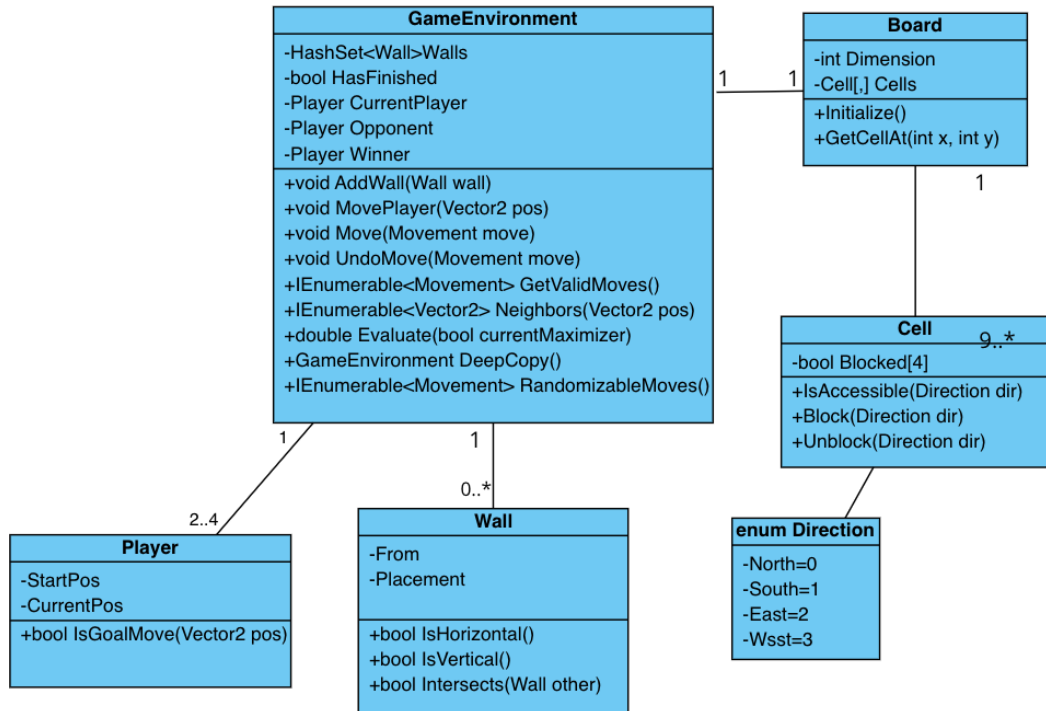 GameEnvironment
-HashSet<Wall>Walls
-bool HasFinished
-Player CurrentPlayer
-Player Opponent
-Player Winner
+void AddWall(Wall wall)
+void MovePlayer(Vector2 pos)
+void Move(Movement move)
+void UndoMove(Movement move)
+IEnumerable<Movement> GetValidMoves()
+IEnumerable<Vector2> Neighbors(Vector2 pos)
+double Evaluate(bool currentMaximizer)
+GameEnvironment DeepCopy()
+IEnumerable<Movement> RandomizableMoves()
1
1
Board
-int Dimension
-Cell[,] Cells
+Initialize()
+GetCellAt(int x, int y)
1
9..*
Cell
-bool Blocked[4]
+IsAccessible(Direction dir)
+Block(Direction dir)
+Unblock(Direction dir)
1
2..4
Player
-StartPos
-CurrentPos
+bool IsGoalMove(Vector2 pos)
1
0..*
Wall
-From
-Placement
+bool IsHorizontal()
+bool IsVertical()
+bool Intersects(Wall other)
enum Direction
-North=0
-South=1
-East=2
-Wsst=3